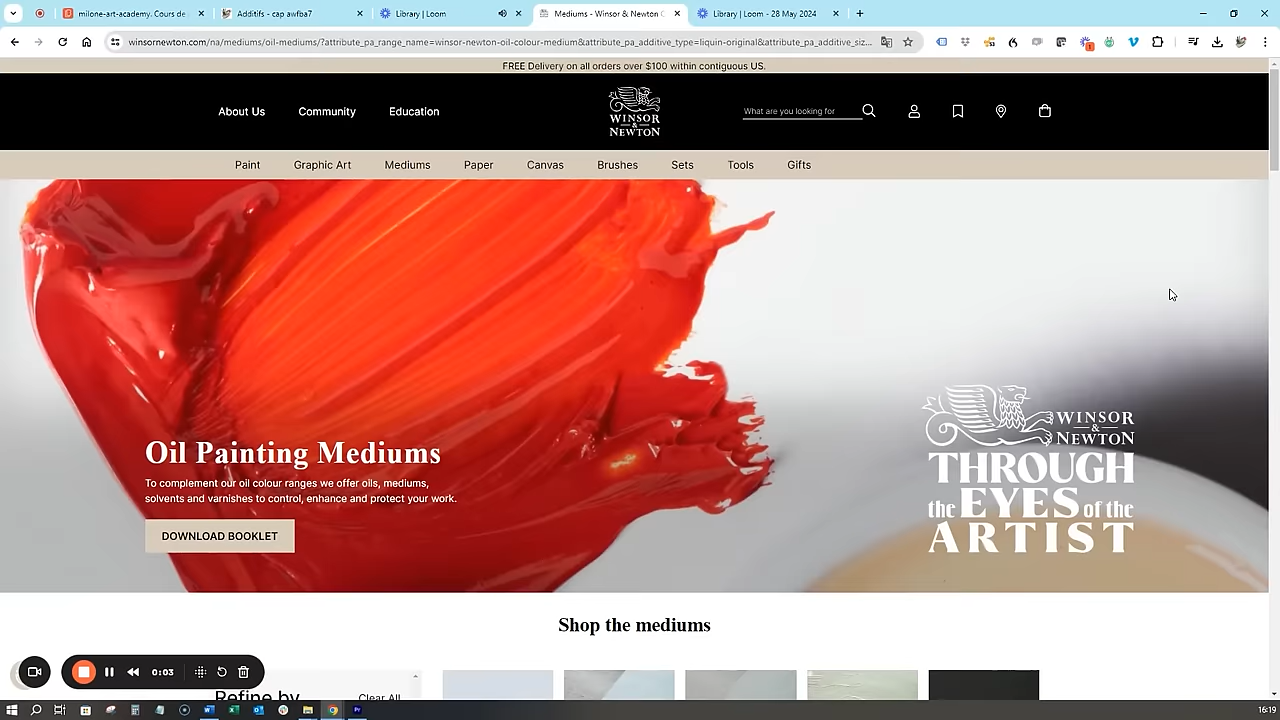 milone-art-academy. Cours de
Additifs - cap awfba7
Library | Loom
Mediums - Winsor & Newton
Library | Loom - 28 May 2024
winsornewton.com/na/mediums/oil-mediums/?attribute_pa_range_name=winsor-newton-oil-colour-medium&attribute_pa_additive_type=liquin-original&attribute_pa_additive_siz...
FREE Delivery on all orders over $100 within contiguous US.
About Us
Community
Education
WINSOR
&
NEWTON
What are you looking for
Paint
Graphic Art
Mediums
Paper
Canvas
Brushes
Sets
Tools
Gifts
Oil Painting Mediums
To complement our oil colour ranges we offer oils, mediums,
solvents and varnishes to control, enhance and protect your work.
DOWNLOAD BOOKLET
WINSOR
&
NEWTON
THROUGH
the EYES of the
ARTIST
Shop the mediums
0:03
Refine by
Clear All
16:19